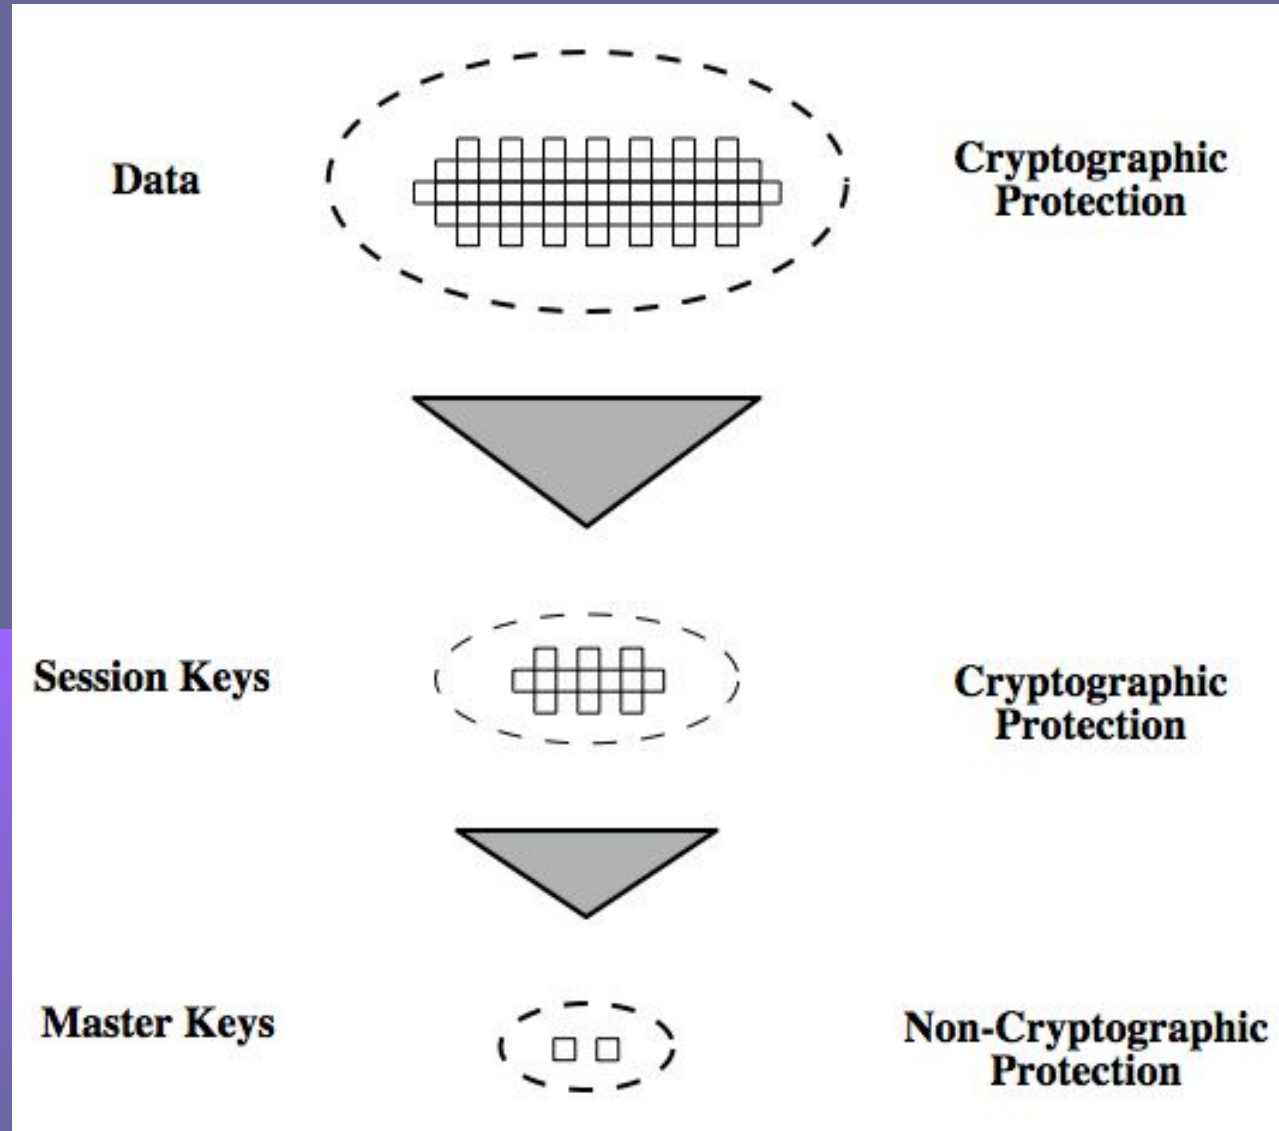 Data
Cryptographic
Protection
Session Keys
Cryptographic
Protection
Master Keys
Non-Cryptographic
Protection